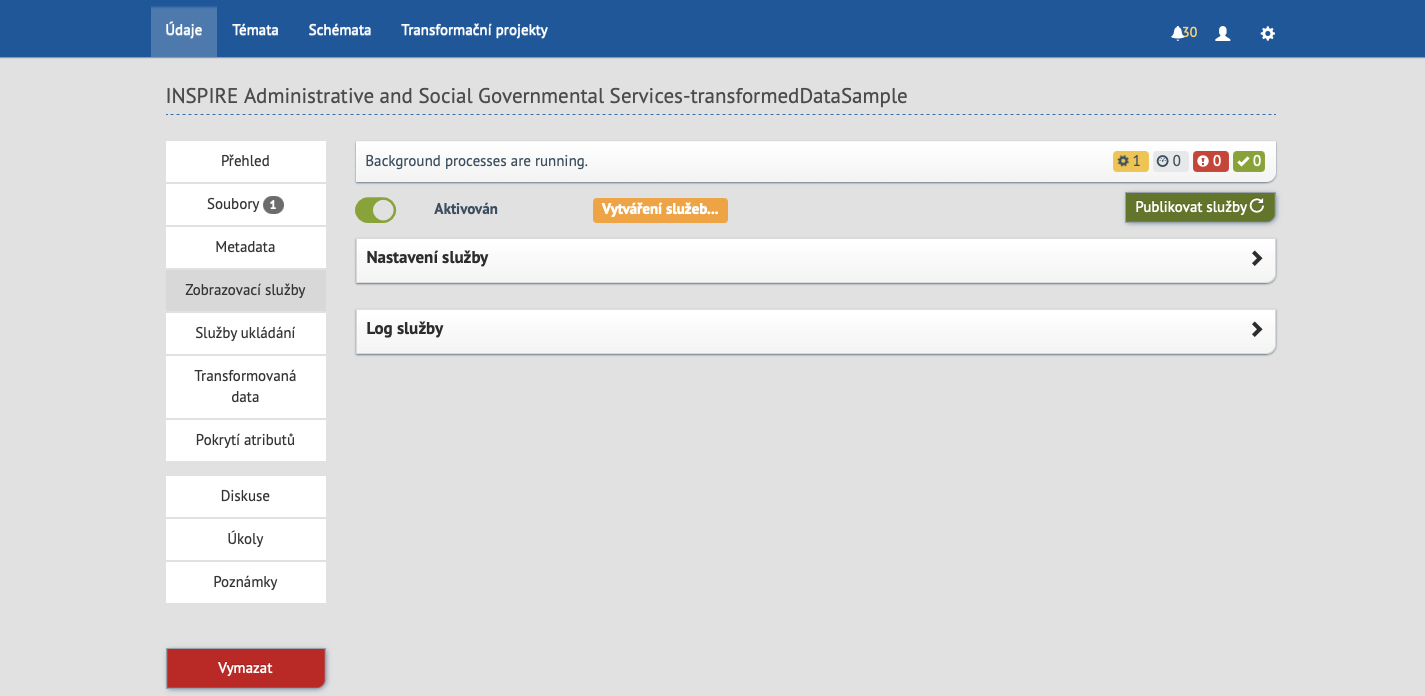 Údaje Témata Schémata Transformační projekty 30
INSPIRE Administrative and Social Governmental Services-transformedDataSample
Přehled
Soubory 1
Metadata
Zobrazovací služby
Služby ukládání
Transformovaná
data
Pokrytí atributů
Diskuse
Úkoly
Poznámky
Vymazat
Background processes are running. 1 0 0 0
Aktivován Vytváření služeb... Publikovat služby
Nastavení služby
Log služby